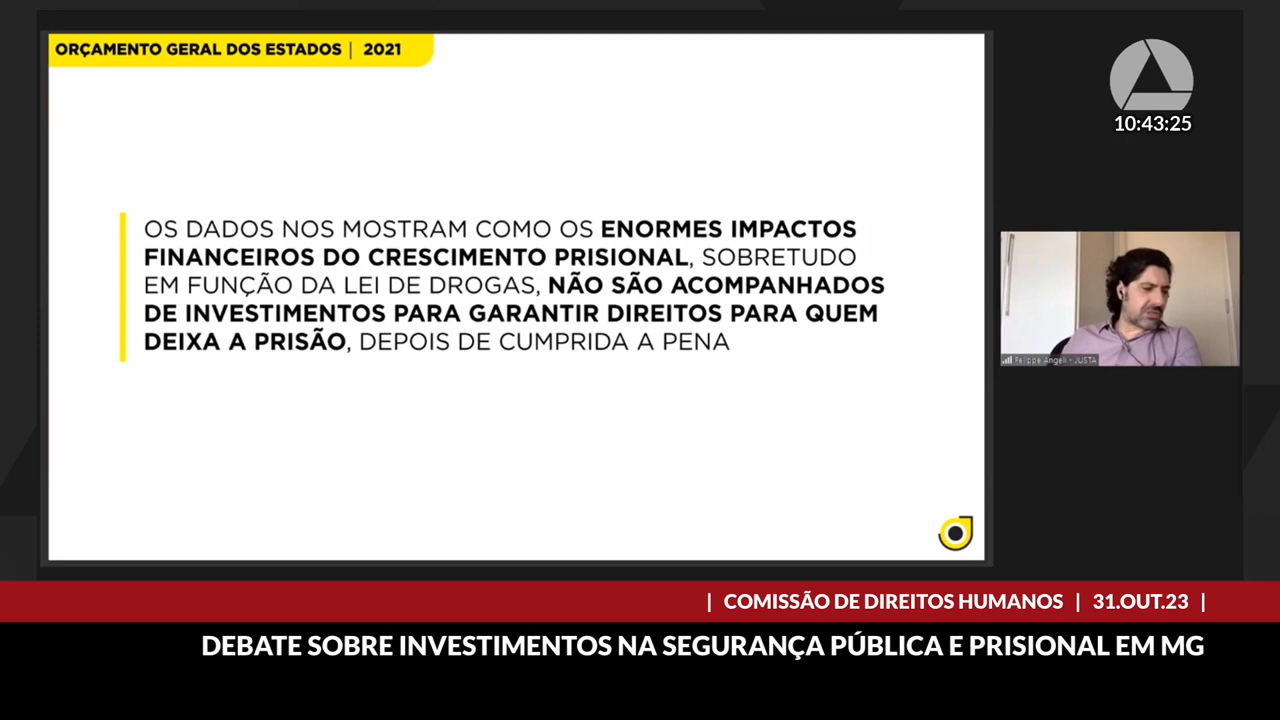 ORÇAMENTO GERAL DOS ESTADOS | 2021
10:43:25
OS DADOS NOS MOSTRAM COMO OS ENORMES IMPACTOS
FINANCEIROS DO CRESCIMENTO PRISIONAL, SOBRETUDO
EM FUNÇÃO DA LEI DE DROGAS, NÃO SÃO ACOMPANHADOS
DE INVESTIMENTOS PARA GARANTIR DIREITOS PARA QUEM
DEIXA A PRISÃO, DEPOIS DE CUMPRIDA A PENA
Felippe Angeli - JUSTA
| COMISSÃO DE DIREITOS HUMANOS | 31.OUT.23 |
DEBATE SOBRE INVESTIMENTOS NA SEGURANÇA PÚBLICA E PRISIONAL EM MG